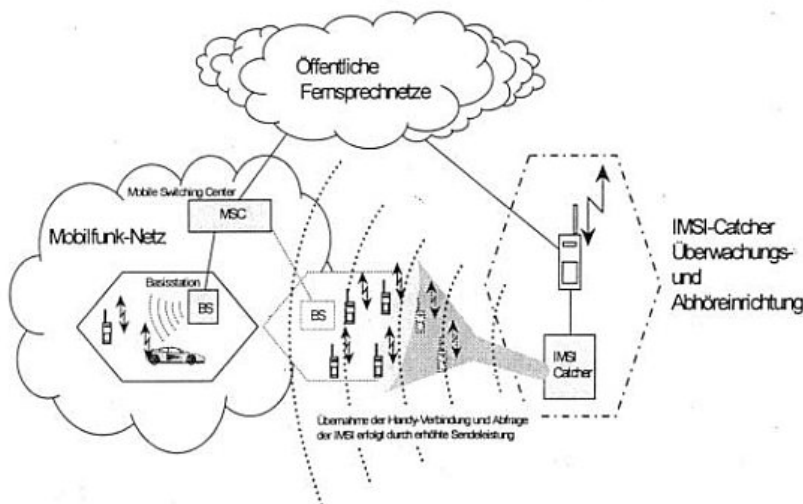 Öffentliche
Fernsprechnetze
Mobile Switching Center
MSC
Mobilfunk-Netz
Basisstation
BS
BS
IMSI-Catcher
Überwachungs-
und
Abhöreinrichtung
IMSI
Catcher
Übernahme der Handy-Verbindung und Abfrage
der IMSI erfolgt durch erhöhte Sendeleistung